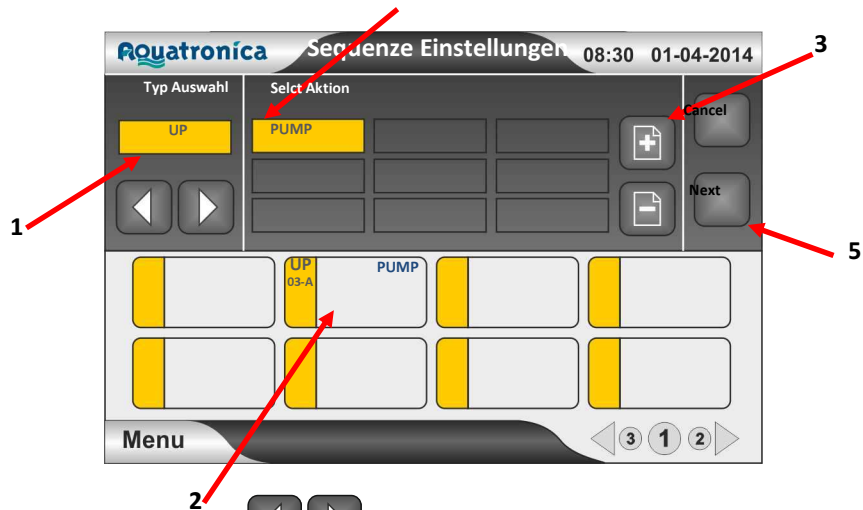 Aquatronica Sequenze Einstellungen 08:30 01-04-2014
3
Typ Auswahl Selct Aktion
Cancel
UP PUMP
Next
1
5
UP PUMP
03-A
Menu 3 1 2
2